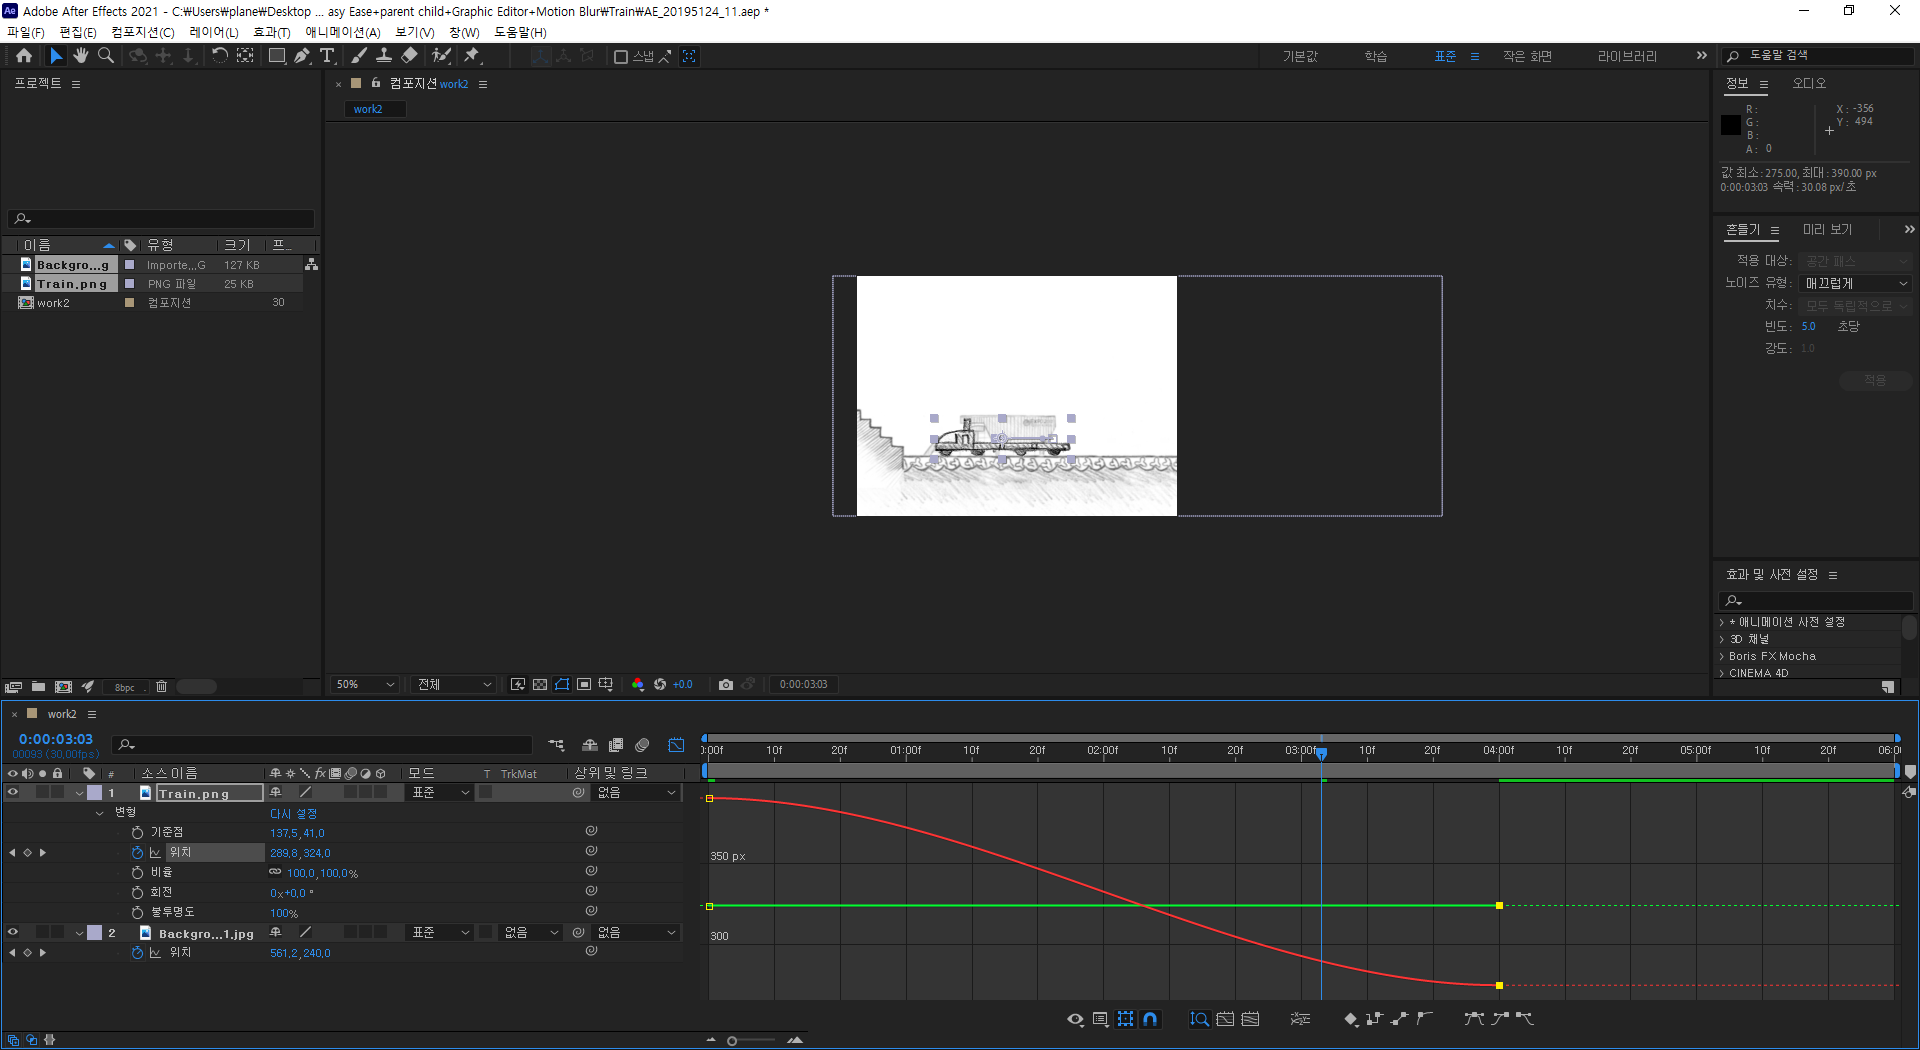 Adobe After Effects 2021 - C:₩Users₩plane₩Desktop ... asy Ease+parent child+Graphic Editor+Motion Blur₩Train₩AE_20195124_11.aep *
파일(F) 편집(E) 컴포지션(C) 레이어(L) 효과(T) 애니메이션(A) 보기(V) 창(W) 도움말(H)
스냅 기본값 학습 표준 작은 화면 라이브러리 도움말 검색
프로젝트
컴포지션 work2
work2
정보 오디오
R :
G :
B :
A : 0
X : -356
Y : 494
값 최소 : 275.00, 최대 : 390.00 px
0:00:03:03 속력 : 30.08 px/초
흔들기 미리 보기
적용 대상: 공간 패스
노이즈 유형: 매끄럽게
치수: 모두 독립적으로
빈도: 5.0 초당
강도: 1.0
적용
이름 유형 크기 프...
Backgro...g Importe...G 127 KB
Train.png PNG 파일 25 KB
work2 컴포지션 30
효과 및 사전 설정
* 애니메이션 사전 설정
3D 채널
Boris FX Mocha
CINEMA 4D
8bpc
50% 전체 +0.0 0:00:03:03
work2
0:00:03:03
00093 (30.00fps)
# 소스 이름 fx 모드 T TrkMat 상위 및 링크
1 Train.png 표준 없음
변형 다시 설정
기준점 137.5,41.0
위치 289.8,324.0
비율 100.0,100.0%
회전 0x+0.0°
불투명도 100%
2 Backgro...1.jpg 표준 없음 없음
위치 561.2,240.0
):00f 10f 20f 01:00f 10f 20f 02:00f 10f 20f 03:00f 10f 20f 04:00f 10f 20f 05:00f 10f 20f 06:0
350 px
300